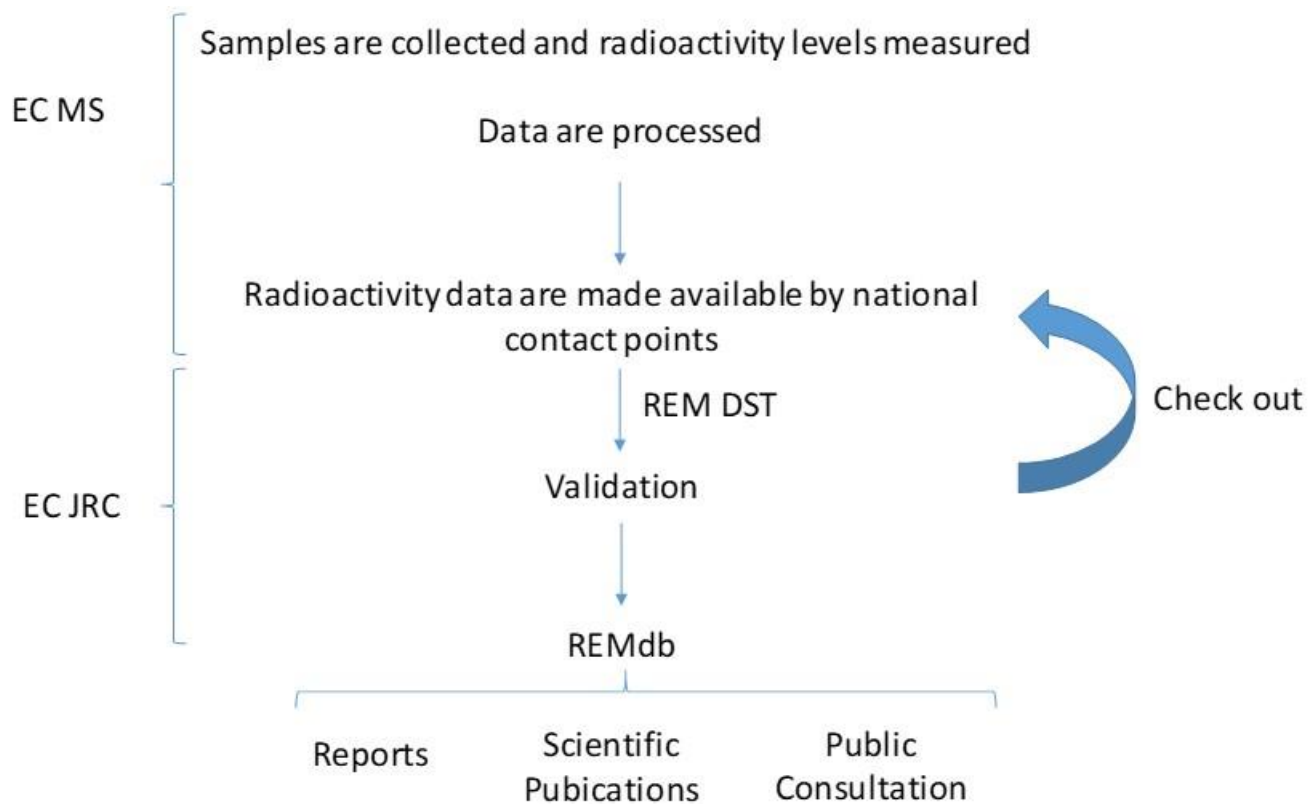 Samples are collected and radioactivity levels measured
EC MS
Data are processed
Radioactivity data are made available by national
contact points
REM DST
Check out
Validation
EC JRC
REMdb
Reports
Scientific
Pubications
Public
Consultation